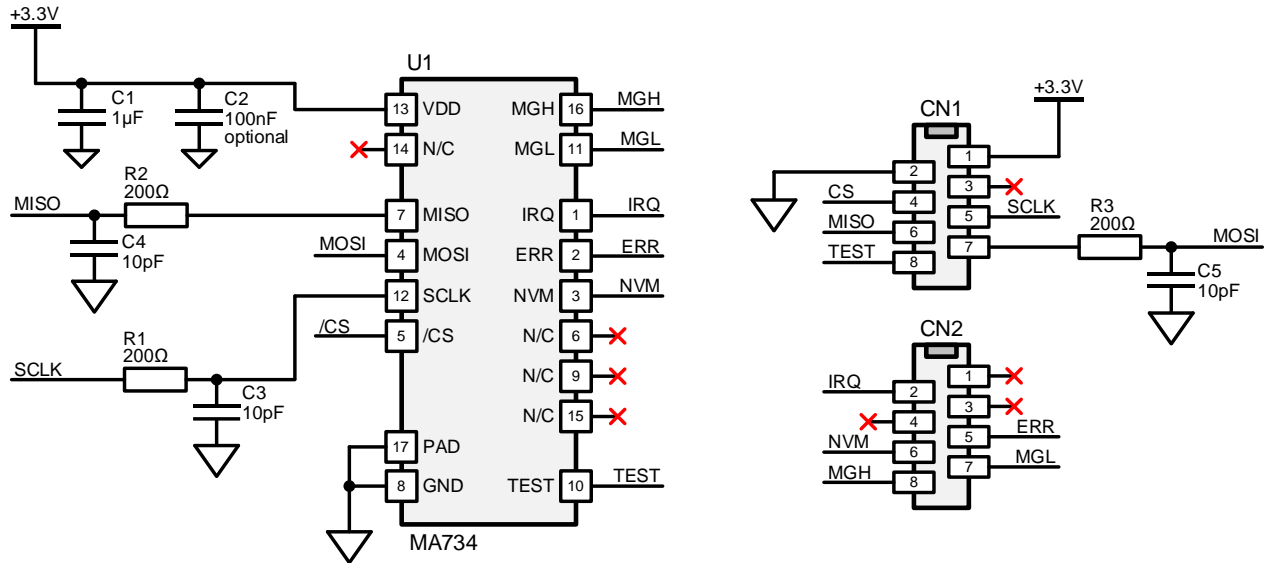 +3.3V
C1
1µF
C2
100nF
optional
U1
13 VDD
14 N/C
7 MISO
4 MOSI
12 SCLK
5 /CS
17 PAD
8 GND
MGH 16 MGH
MGL 11 MGL
IRQ 1 IRQ
ERR 2 ERR
NVM 3 NVM
N/C 6
N/C 9
N/C 15
TEST 10 TEST
MA734
MISO
R2
200Ω
C4
10pF
MOSI
/CS
SCLK
R1
200Ω
C3
10pF
+3.3V
CN1
1
2
3
CS 4
5 SCLK
MISO 6
7
TEST 8
R3
200Ω
MOSI
C5
10pF
CN2
1
IRQ 2
3
4
5 ERR
NVM 6
7 MGL
MGH 8